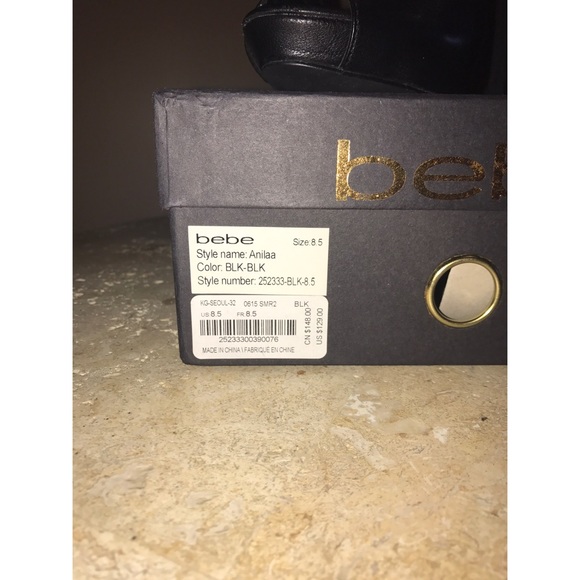 beb
bebe Size: 8.5
Style name: Anilaa
Color: BLK-BLK
Style number: 252333-BLK-8.5
KG-SEOUL-32 0615 SMR2 BLK
US 8.5 FR 8.5
25233300390076
MADE IN CHINA \ FABRIQUE EN CHINE
CN $148.00
US $129.00